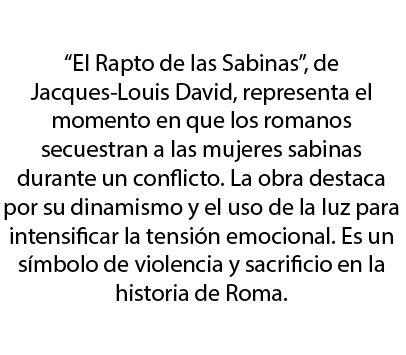 “El Rapto de las Sabinas”, de
Jacques-Louis David, representa el
momento en que los romanos
secuestran a las mujeres sabinas
durante un conflicto. La obra destaca
por su dinamismo y el uso de la luz para
intensificar la tensión emocional. Es un
símbolo de violencia y sacrificio en la
historia de Roma.